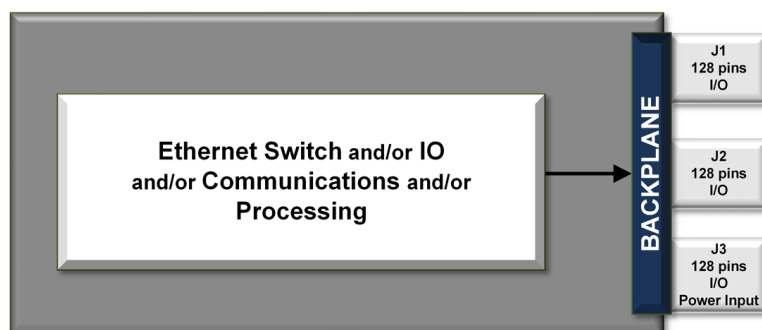 Ethernet Switch and/or IO
and/or Communications and/or
Processing
BACKPLANE
J1
128 pins
I/O
J2
128 pins
I/O
J3
128 pins
I/O
Power Input